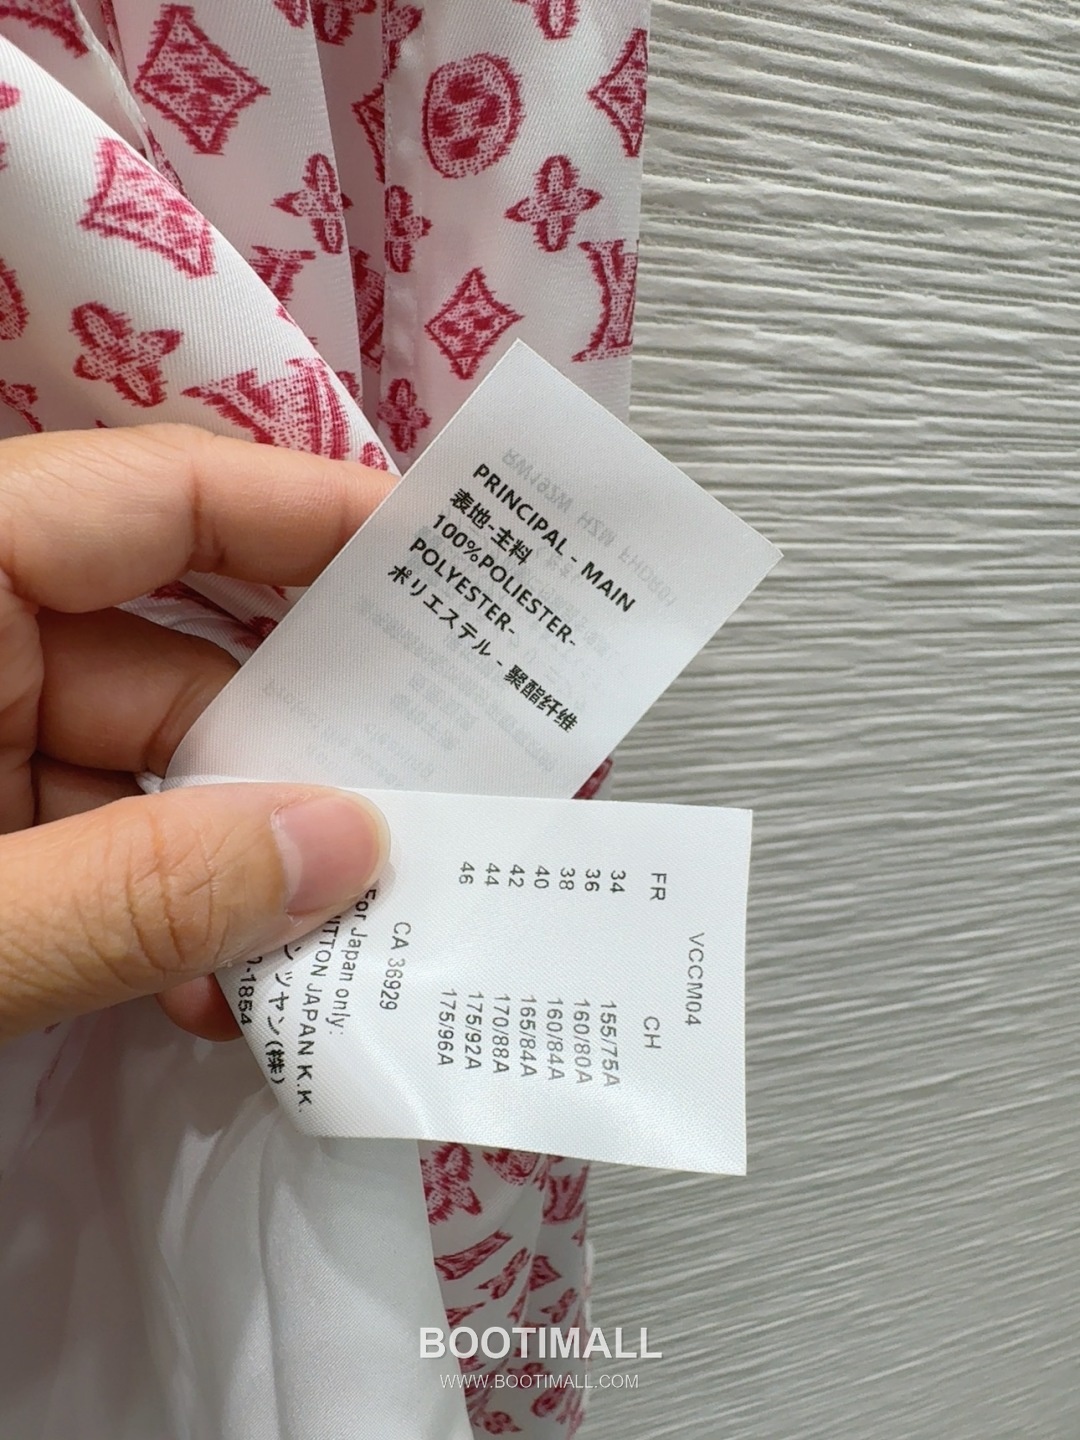 PRINCIPAL - MAIN
表地-主料
100%POLIESTER-
POLYESTER-
ポリエステル - 聚酯纤维
VCCM04
FR CH
34 155/75A
36 160/80A
38 160/84A
40 165/84A
42 170/88A
44 175/92A
46 175/96A
CA 36929
For Japan only:
JAPAN K.K.
BOOTIMALL
WWW.BOOTIMALL.COM